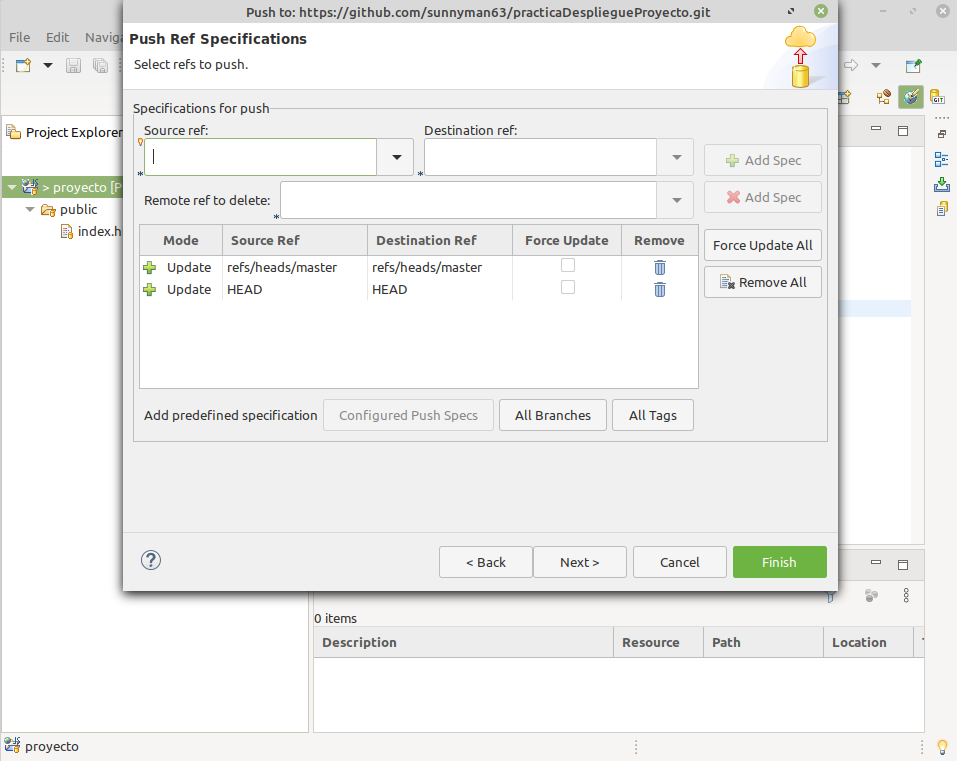 Push to: https://github.com/sunnyman63/practicaDespliegueProyecto.git
File Edit Naviga
Push Ref Specifications
Select refs to push.
GIT
Project Explorer
Specifications for push
Source ref: Destination ref:
Add Spec
Remote ref to delete: Add Spec
> proyecto [P
public
index.h
Mode Source Ref Destination Ref Force Update Remove
Force Update All
Update refs/heads/master refs/heads/master
Update HEAD HEAD
Remove All
Add predefined specification Configured Push Specs All Branches All Tags
? < Back Next > Cancel Finish
0 items
Description Resource Path Location
proyecto